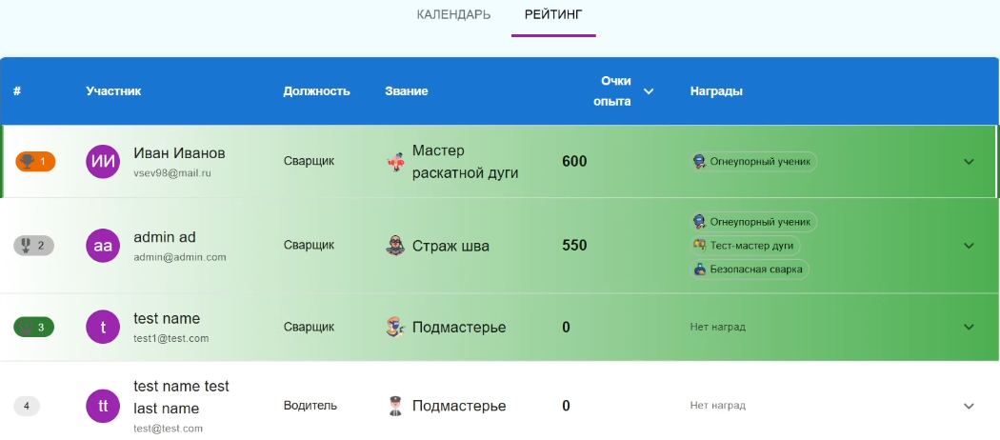 КАЛЕНДАРЬ РЕЙТИНГ
# Участник Должность Звание Очки опыта Награды
1 ИИ Иван Иванов Сварщик Мастер раскатной дуги 600 Огнеупорный ученик
vsev98@mail.ru
Огнеупорный ученик
2 aa admin ad Сварщик Страж шва 550 Тест-мастер дуги
admin@admin.com
Безопасная сварка
3 t test name Сварщик Подмастерье 0 Нет наград
test1@test.com
4 tt test name test last name Водитель Подмастерье 0 Нет наград
test@test.com